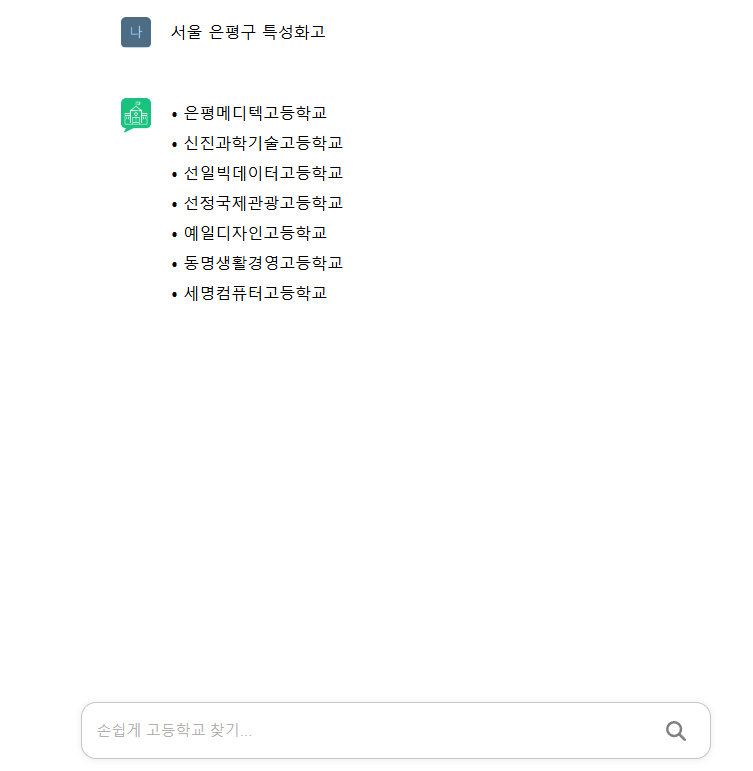 나
서울 은평구 특성화고
• 은평메디텍고등학교
• 신진과학기술고등학교
• 선일빅데이터고등학교
• 선정국제관광고등학교
• 예일디자인고등학교
• 동명생활경영고등학교
• 세명컴퓨터고등학교
손쉽게 고등학교 찾기...